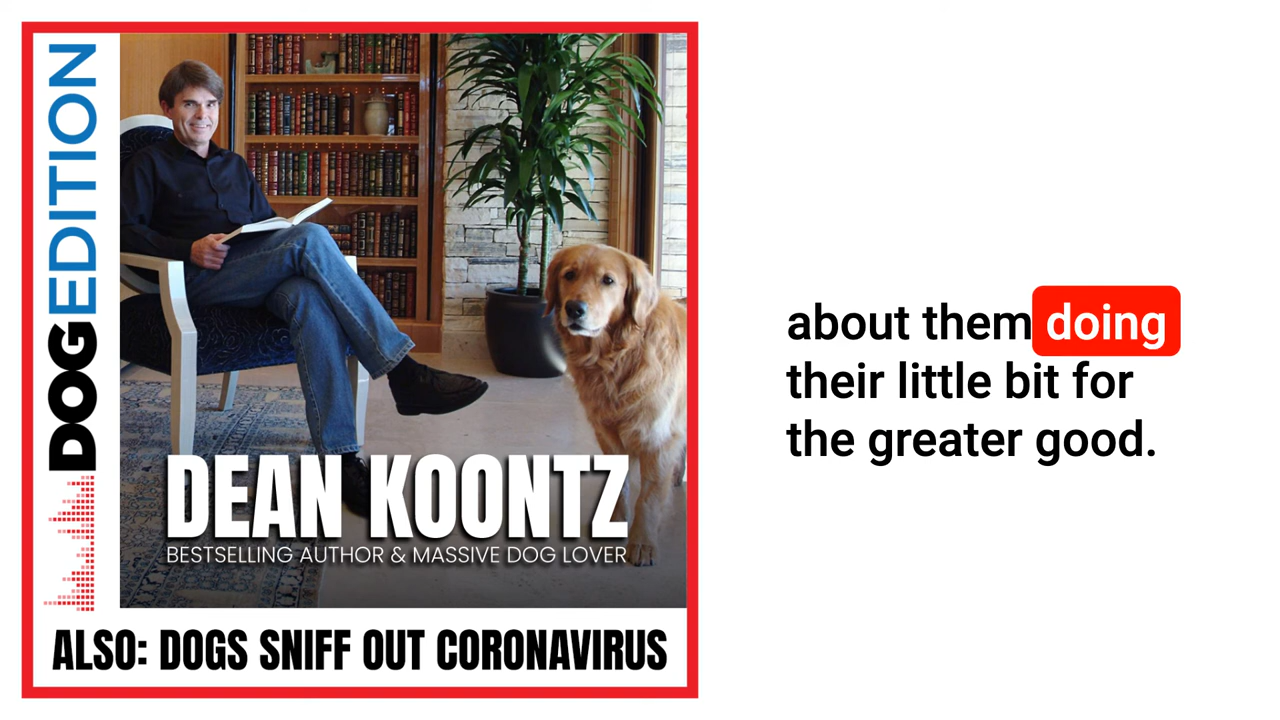 DOGEDITION
DEAN KOONTZ
BESTSELLING AUTHOR & MASSIVE DOG LOVER
ALSO: DOGS SNIFF OUT CORONAVIRUS
about them doing
their little bit for
the greater good.